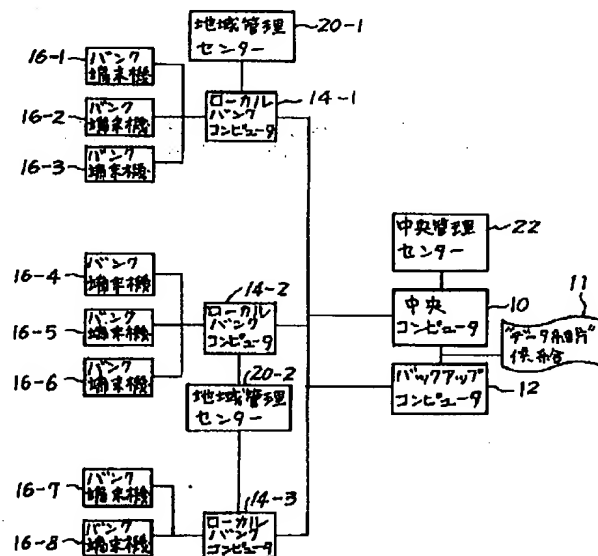 地域管理
センター
20-1
16-1
バンク
端末機
16-2
バンク
端末機
16-3
バンク
端末機
ローカル
バンク
コンピュータ
14-1
中央管理
センター
22
16-4
バンク
端末機
16-5
バンク
端末機
16-6
バンク
端末機
14-2
ローカル
バンク
コンピュータ
中央
コンピュータ
10
11
バックアップ
コンピュータ
12
20-2
地域管理
センター
16-7
バンク
端末機
16-8
バンク
端末機
14-3
ローカル
バンク
コンピュータ